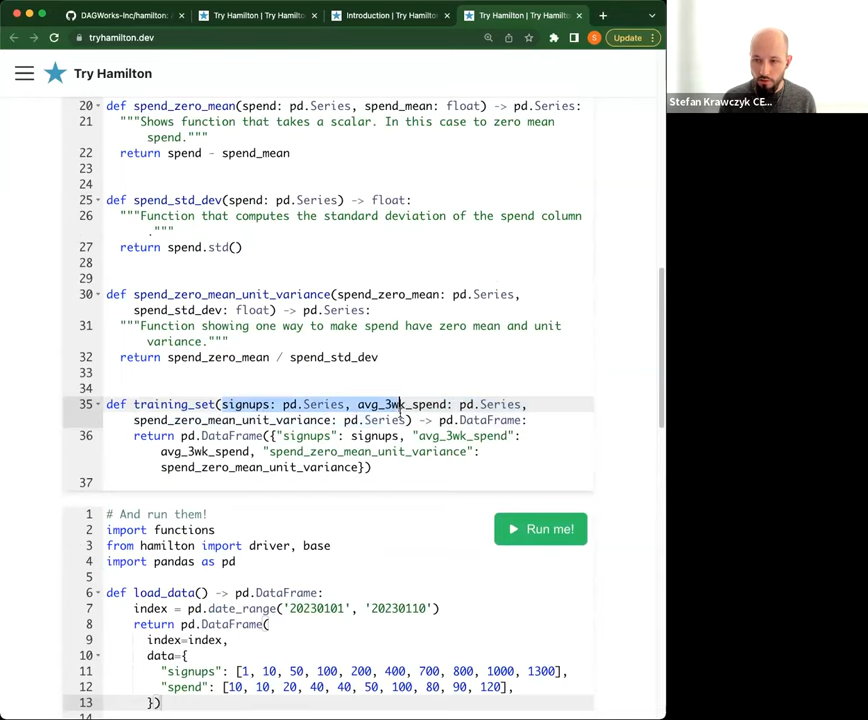 DAGWorks-Inc/hamilton: A
Try Hamilton | Try Hamilto
Introduction | Try Hamilton
Try Hamilton | Try Hamilto
tryhamilton.dev
S
Update
Try Hamilton
Stefan Krawczyk CE...
20 def spend_zero_mean(spend: pd.Series, spend_mean: float) -> pd.Series:
21 """Shows function that takes a scalar. In this case to zero mean
spend."""
22 return spend - spend_mean
23
24
25 def spend_std_dev(spend: pd.Series) -> float:
26 """Function that computes the standard deviation of the spend column
."""
27 return spend.std()
28
29
30 def spend_zero_mean_unit_variance(spend_zero_mean: pd.Series,
spend_std_dev: float) -> pd.Series:
31 """Function showing one way to make spend have zero mean and unit
variance."""
32 return spend_zero_mean / spend_std_dev
33
34
35 def training_set(signups: pd.Series, avg_3wk_spend: pd.Series,
spend_zero_mean_unit_variance: pd.Series) -> pd.DataFrame:
36 return pd.DataFrame({"signups": signups, "avg_3wk_spend":
avg_3wk_spend, "spend_zero_mean_unit_variance":
spend_zero_mean_unit_variance})
37
1 # And run them!
Run me!
2 import functions
3 from hamilton import driver, base
4 import pandas as pd
5
6 def load_data() -> pd.DataFrame:
7 index = pd.date_range('20230101', '20230110')
8 return pd.DataFrame(
9 index=index,
10 data={
11 "signups": [1, 10, 50, 100, 200, 400, 700, 800, 1000, 1300],
12 "spend": [10, 10, 20, 40, 40, 50, 100, 80, 90, 120],
13 })
14